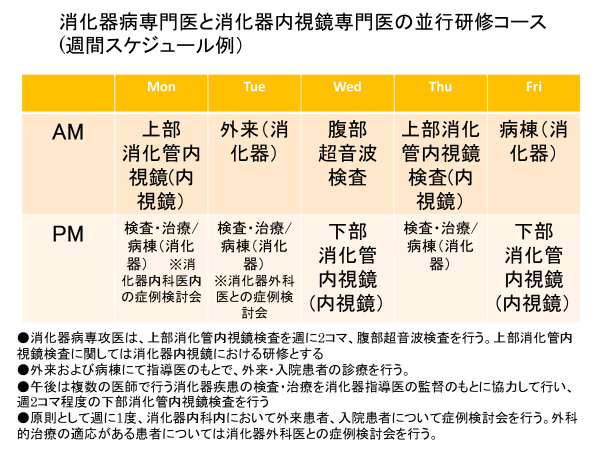 消化器病専門医と消化器内視鏡専門医の並行研修コース
(週間スケジュール例)
Mon Tue Wed Thu Fri
AM
上部
消化管内
視鏡(内
視鏡)
外来(消
化器)
腹部
超音波
検査
上部消化
管内視鏡
検査(内
視鏡)
病棟(消
化器)
PM
検査・治療/
病棟(消化
器) ※消
化器内科医内
の症例検討会
検査・治療/
病棟(消化
器)
※消化器外科
医との症例検
討会
下部
消化管
内視鏡
(内視鏡)
検査・治療/
病棟(消化器)
下部
消化管
内視鏡
(内視鏡)
●消化器病専攻医は、上部消化管内視鏡検査を週に2コマ、腹部超音波検査を行う。上部消化管内
視鏡検査に関しては消化器内視鏡における研修とする
●外来および病棟にて指導医のもとで、外来・入院患者の診療を行う。
●午後は複数の医師で行う消化器疾患の検査・治療を消化器指導医の監督のもとに協力して行い、
週2コマ程度の下部消化管内視鏡検査を行う
●原則として週に1度、消化器内科内において外来患者、入院患者について症例検討会を行う。外科
的治療の適応がある患者については消化器外科医との症例検討会を行う。